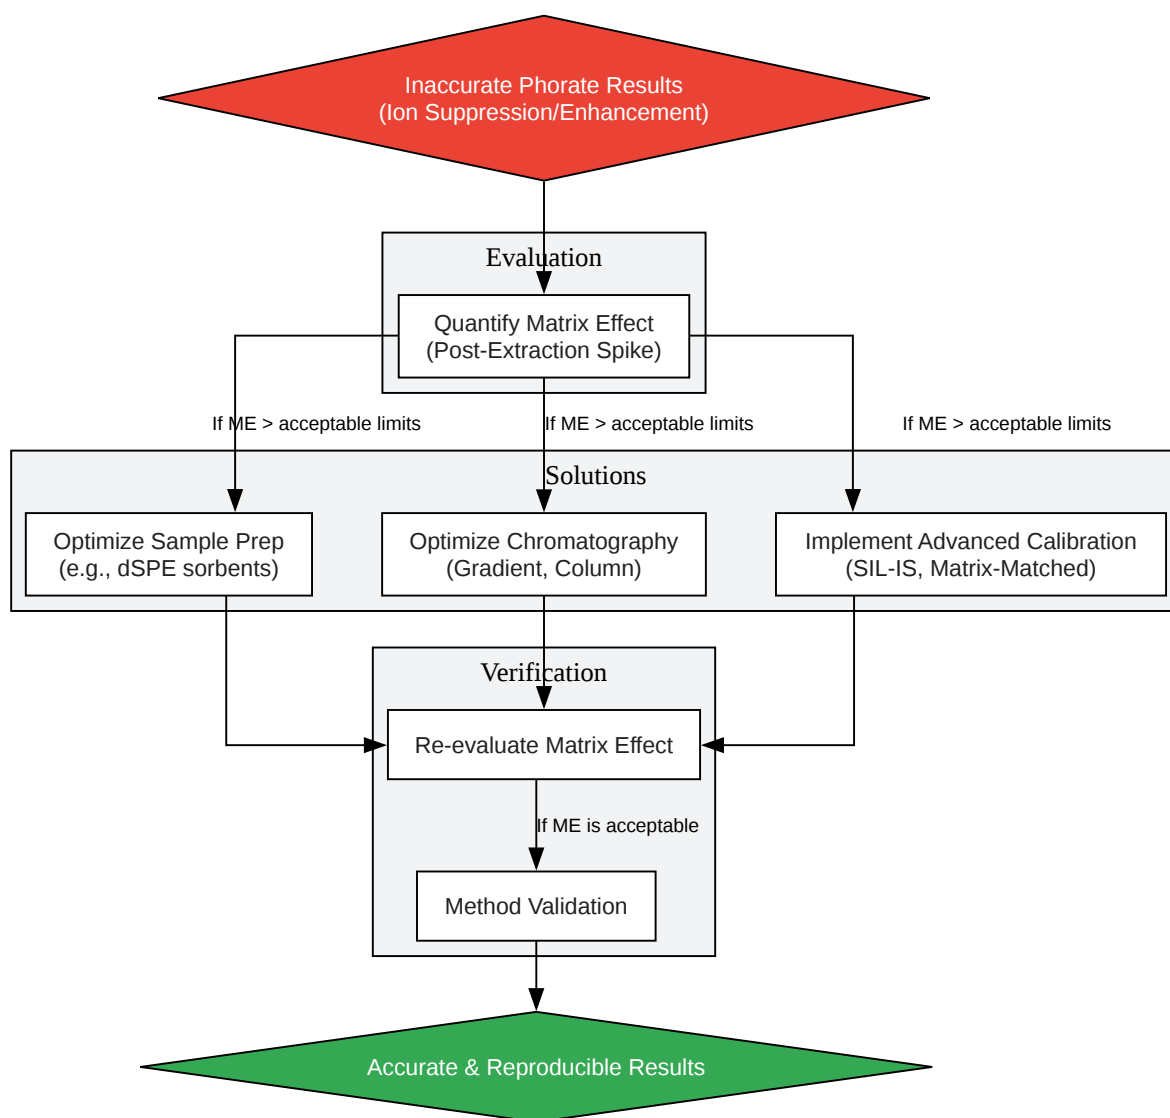 Inaccurate Phorate Results
(Ion Suppression/Enhancement)
Evaluation
Quantify Matrix Effect
(Post-Extraction Spike)
If ME > acceptable limits
If ME > acceptable limits
If ME > acceptable limits
Solutions
Optimize Sample Prep
(e.g., dSPE sorbents)
Optimize Chromatography
(Gradient, Column)
Implement Advanced Calibration
(SIL-IS, Matrix-Matched)
Verification
Re-evaluate Matrix Effect
If ME is acceptable
Method Validation
Accurate & Reproducible Results